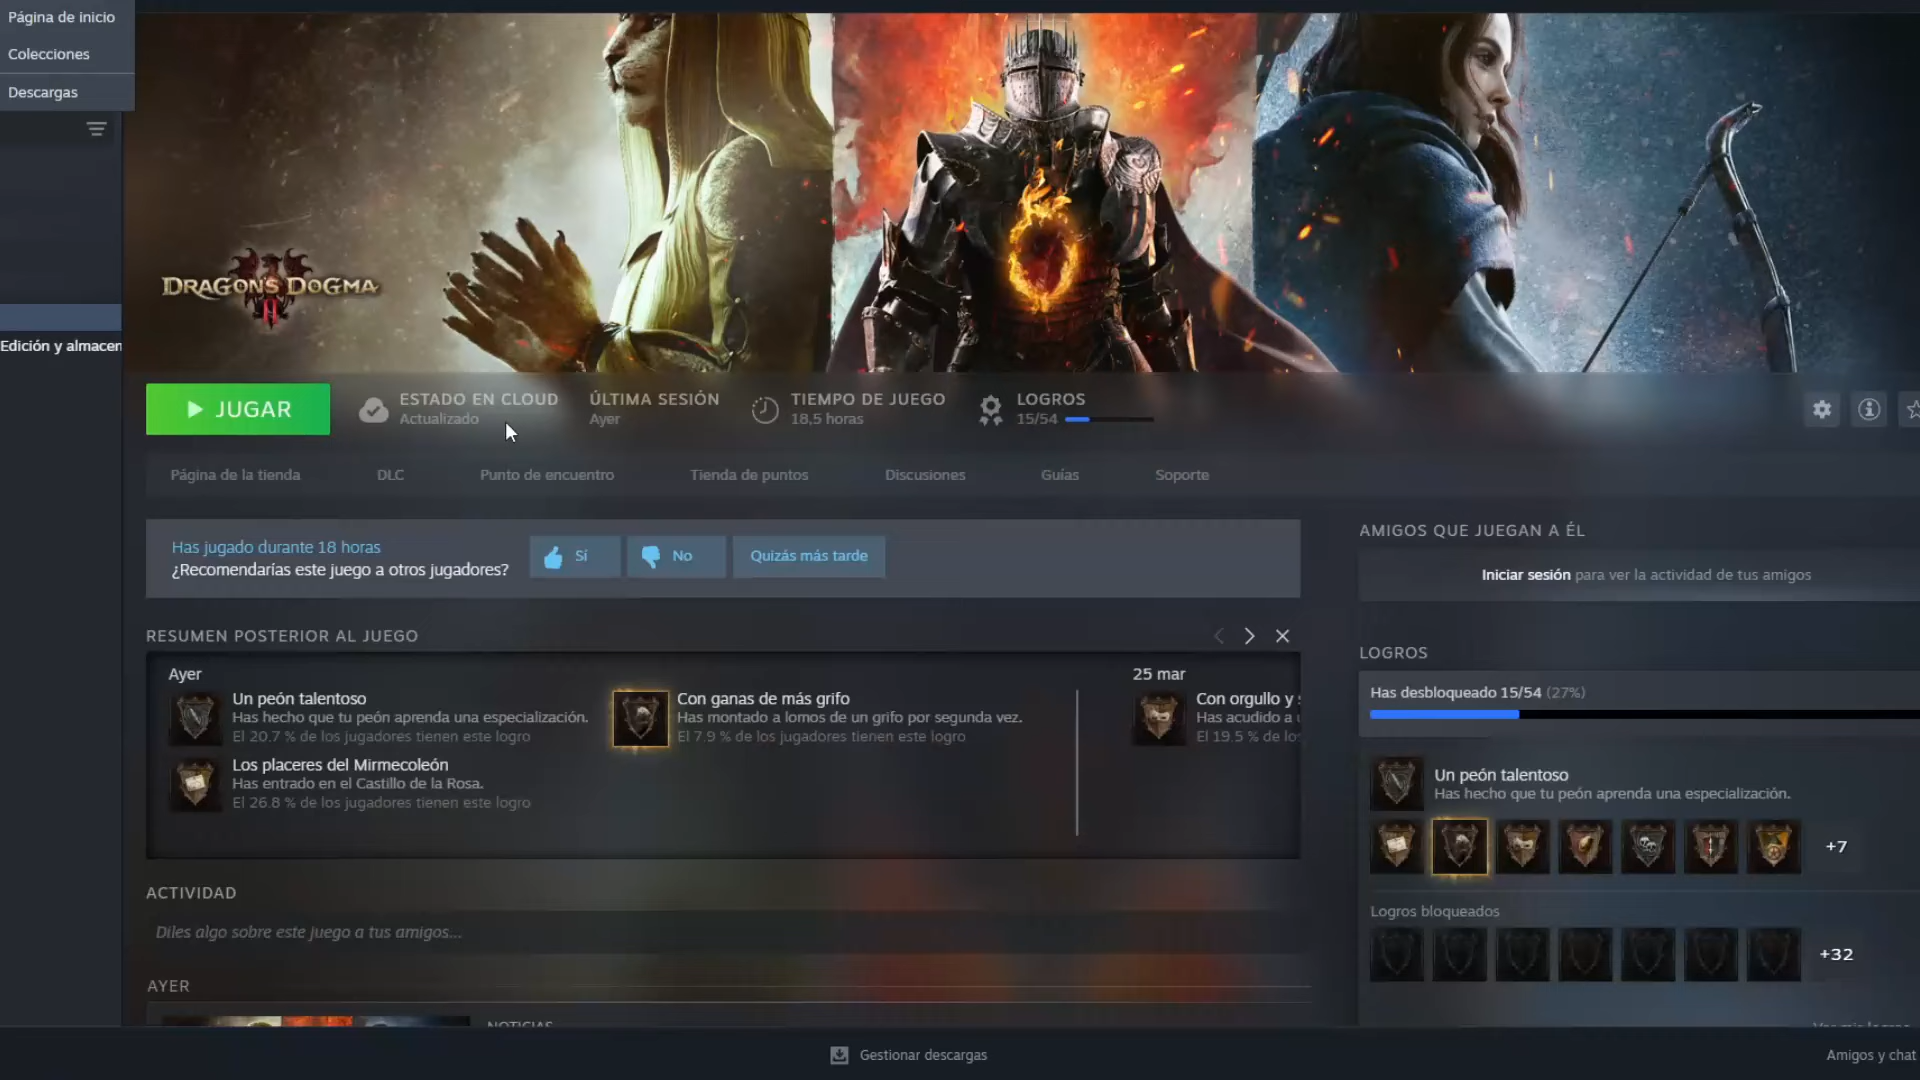 Página de inicio
Colecciones
Descargas
Edición y almacen
DRAGON'S DOGMA
II
JUGAR
ESTADO EN CLOUD
Actualizado
ÚLTIMA SESIÓN
Ayer
TIEMPO DE JUEGO
18,5 horas
LOGROS
15/54
Página de la tienda
DLC
Punto de encuentro
Tienda de puntos
Discusiones
Guías
Soporte
Has jugado durante 18 horas
¿Recomendarías este juego a otros jugadores?
Sí
No
Quizás más tarde
RESUMEN POSTERIOR AL JUEGO
Ayer
Un peón talentoso
Has hecho que tu peón aprenda una especialización.
El 20.7 % de los jugadores tienen este logro
Con ganas de más grifo
Has montado a lomos de un grifo por segunda vez.
El 7.9 % de los jugadores tienen este logro
Los placeres del Mirmecoleón
Has entrado en el Castillo de la Rosa.
El 26.8 % de los jugadores tienen este logro
25 mar
Con orgullo y
Has acudido a
El 19.5 % de los
ACTIVIDAD
Diles algo sobre este juego a tus amigos...
AYER
NOTICIAS
AMIGOS QUE JUEGAN A ÉL
Iniciar sesión para ver la actividad de tus amigos
LOGROS
Has desbloqueado 15/54 (27%)
Un peón talentoso
Has hecho que tu peón aprenda una especialización.
+7
Logros bloqueados
+32
Gestionar descargas
Amigos y chat